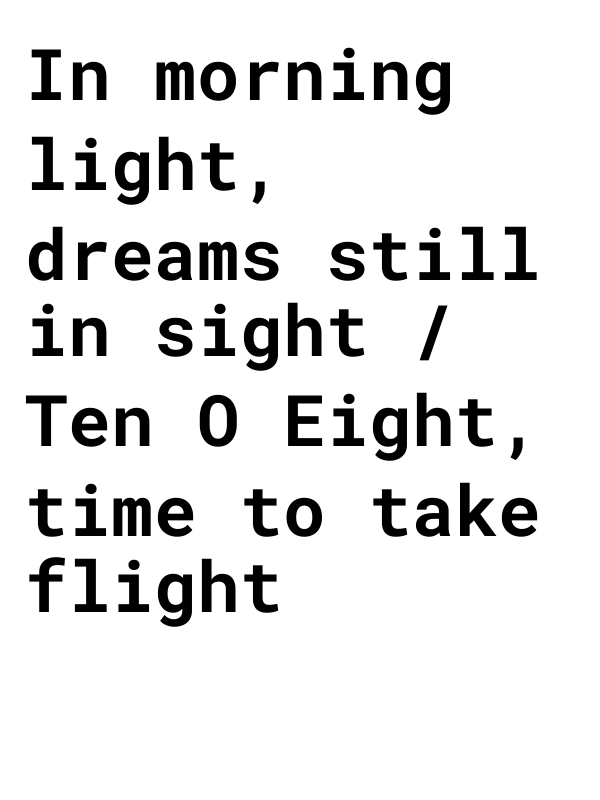 In morning
light,
dreams still
in sight /
Ten O Eight,
time to take
flight